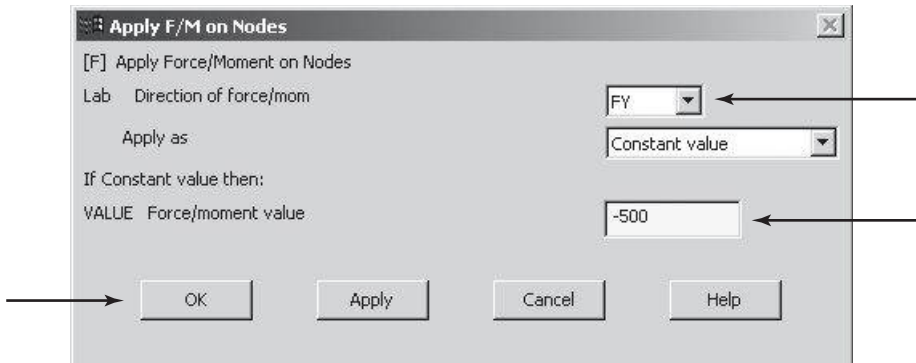 Apply F/M on Nodes
[F] Apply Force/Moment on Nodes
Lab Direction of force/mom FY
Apply as Constant value
If Constant value then:
VALUE Force/moment value -500
OK Apply Cancel Help